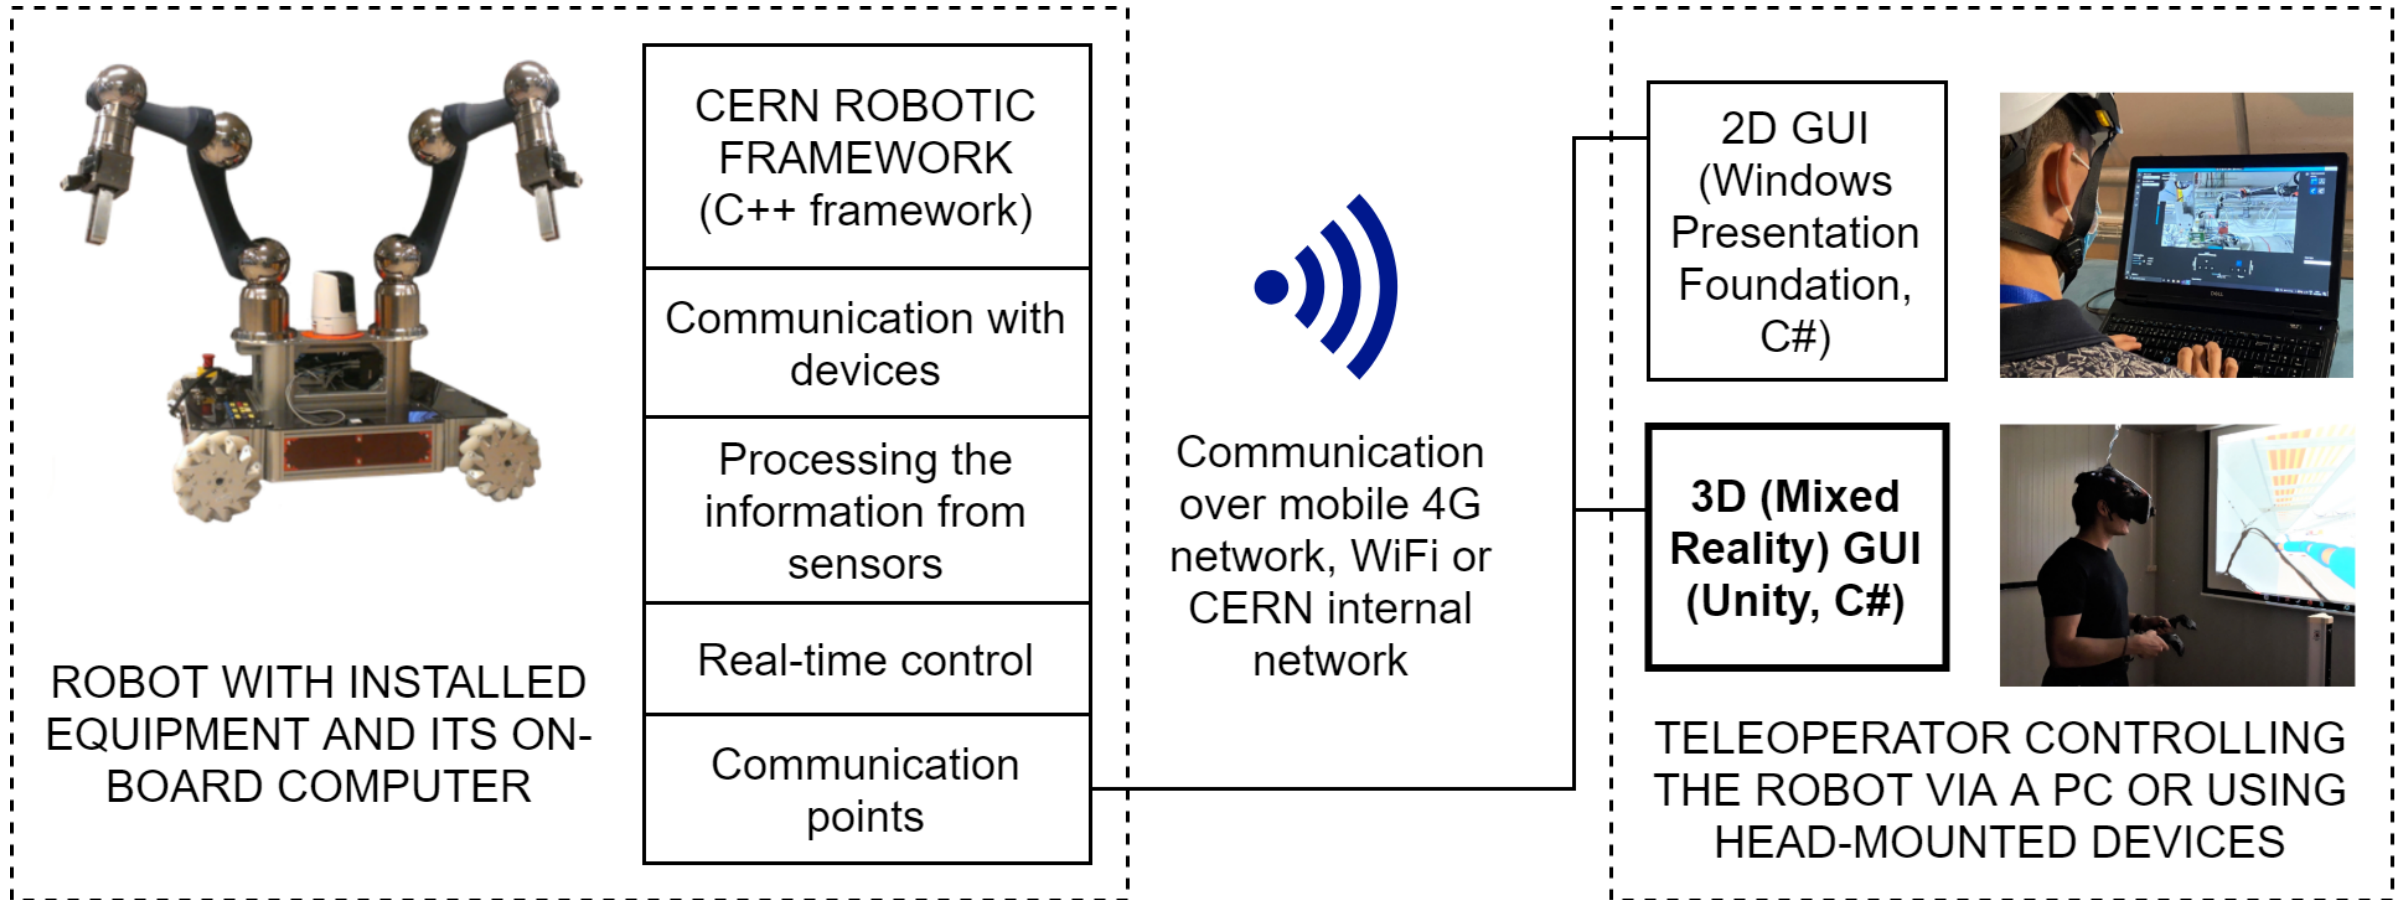 CERN ROBOTIC
FRAMEWORK
(C++ framework)
Communication with
devices
Processing the
information from
sensors
Real-time control
Communication
points
ROBOT WITH INSTALLED
EQUIPMENT AND ITS ON-
BOARD COMPUTER
Communication
over mobile 4G
network, WiFi or
CERN internal
network
2D GUI
(Windows
Presentation
Foundation,
C#)
3D (Mixed
Reality) GUI
(Unity, C#)
TELEOPERATOR CONTROLLING
THE ROBOT VIA A PC OR USING
HEAD-MOUNTED DEVICES
DELL